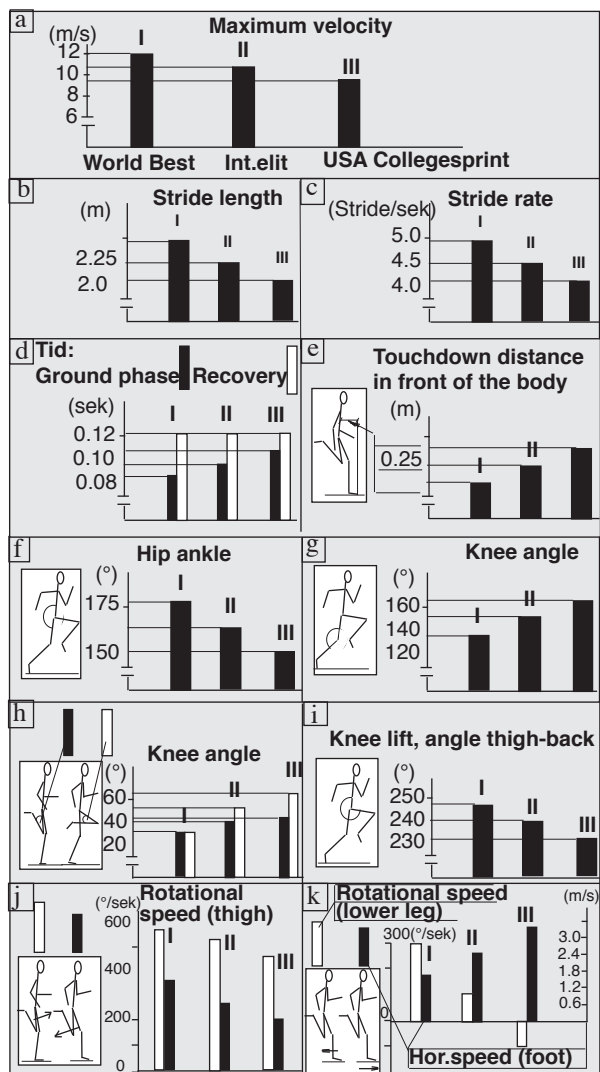 a
Maximum velocity
(m/s)
I
II
III
12
10
8
6
World Best
Int.elit
USA Collegesprint
b
Stride length
(m)
I
II
III
2.25
2.0
c
Stride rate
(Stride/sek)
I
II
III
5.0
4.5
4.0
d
Tid:
Ground phase
Recovery
(sek)
I
II
III
0.12
0.10
0.08
e
Touchdown distance
in front of the body
(m)
0.25
I
II
f
Hip ankle
(°)
I
II
III
175
150
g
Knee angle
(°)
I
II
160
140
120
h
Knee angle
(°)
I
II
III
60
40
20
i
Knee lift, angle thigh-back
(°)
I
II
III
250
240
230
j
Rotational
speed (thigh)
(°/sek)
I
II
III
600
400
200
0
k
Rotational speed
(lower leg)
(m/s)
300(°/sek)
I
II
III
3.0
2.4
1.8
1.2
0.6
0
Hor.speed (foot)